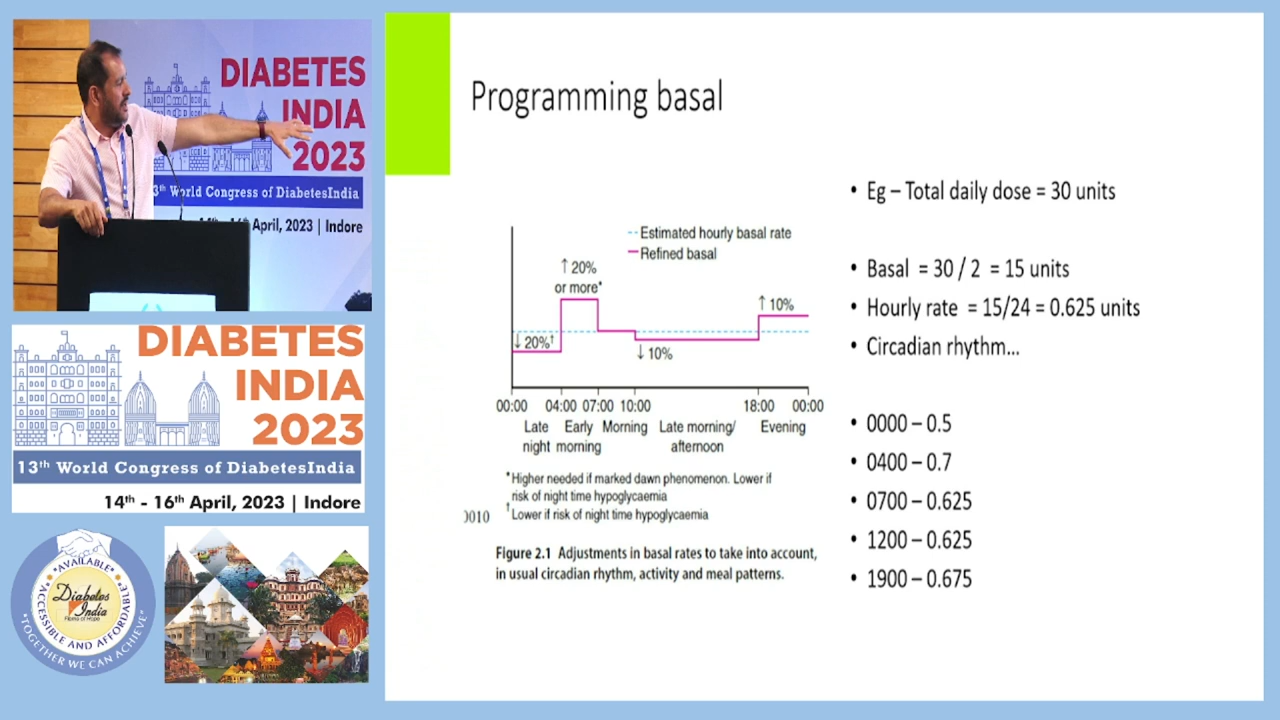 DIABETES
INDIA
2023
3th World Congress of DiabetesIndia
April, 2023 | Indore
DIABETES
INDIA
2023
13th World Congress of DiabetesIndia
14th - 16th April, 2023 | Indore
*AVAILABLE*
ACCESSIBLE AND AFFORDABLE
Diabetes
India
"TOGETHER WE CAN ACHIEVE"
Programming basal
Estimated hourly basal rate
Refined basal
↑ 20%
or more*
↓ 20%†
↓ 10%
↑ 10%
00:00 04:00 07:00 10:00 18:00 00:00
Late Early Morning Late morning/ Evening
night morning afternoon
*Higher needed if marked dawn phenomenon. Lower if
risk of night time hypoglycaemia
†Lower if risk of night time hypoglycaemia
0010
Figure 2.1 Adjustments in basal rates to take into account,
in usual circadian rhythm, activity and meal patterns.
• Eg – Total daily dose = 30 units
• Basal = 30 / 2 = 15 units
• Hourly rate = 15/24 = 0.625 units
• Circadian rhythm...
• 0000 – 0.5
• 0400 – 0.7
• 0700 – 0.625
• 1200 – 0.625
• 1900 – 0.675